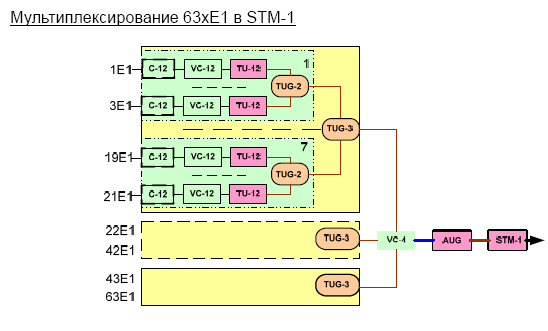 Мультиплексирование 63xE1 в STM-1
1
1E1 C-12 VC-12 TU-12
TUG-2
3E1 C-12 VC-12 TU-12
TUG-3
7
19E1 C-12 VC-12 TU-12
TUG-2
21E1 C-12 VC-12 TU-12
22E1
TUG-3 VC-4 AUG STM-1
42E1
43E1
TUG-3
63E1